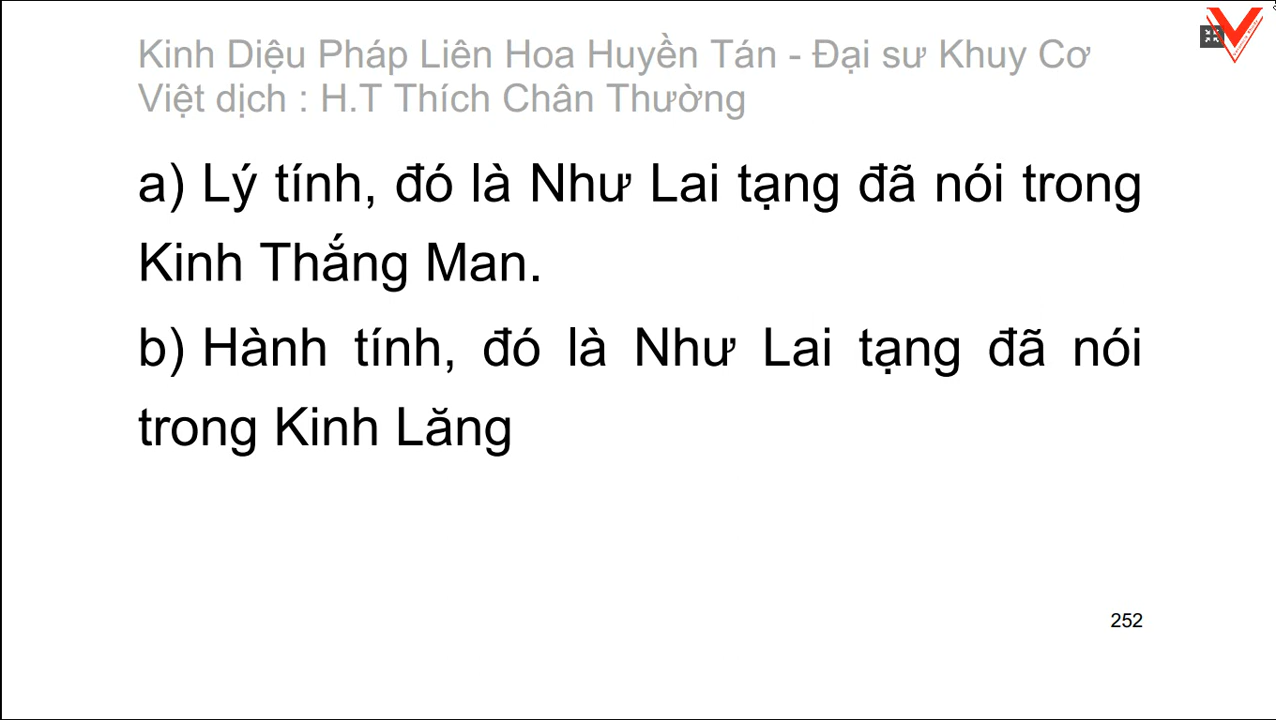 Kinh Diệu Pháp Liên Hoa Huyền Tán - Đại sư Khuy Cơ
Việt dịch : H.T Thích Chân Thường
a) Lý tính, đó là Như Lai tạng đã nói trong
Kinh Thắng Man.
b) Hành tính, đó là Như Lai tạng đã nói
trong Kinh Lăng
252